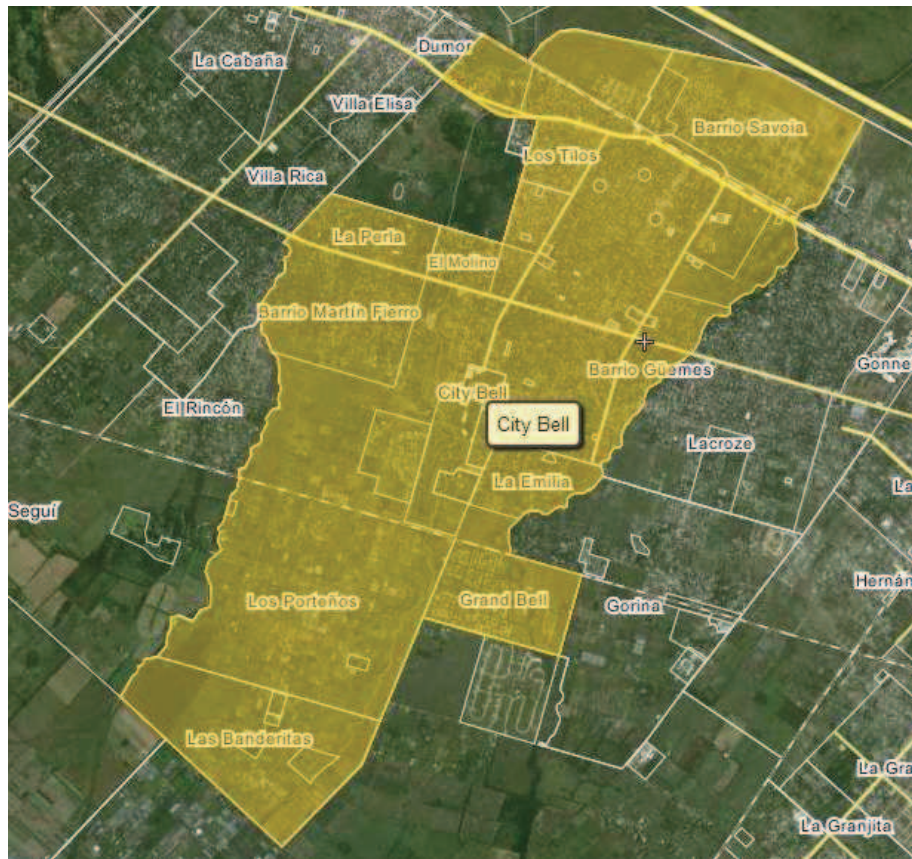 Dumor
La Cabaña
Villa Elisa
Barrio Savoia
Los Tilos
Villa Rica
La Perla
El Molino
Barrio Martín Fierro
Barrio Güemes
Gonne
City Bell
City Bell
El Rincón
Lacroze
La Emilia
La
Seguí
Hernán
Los Porteños
Grand Bell
Gorina
Las Banderitas
La Gra
La Granjita